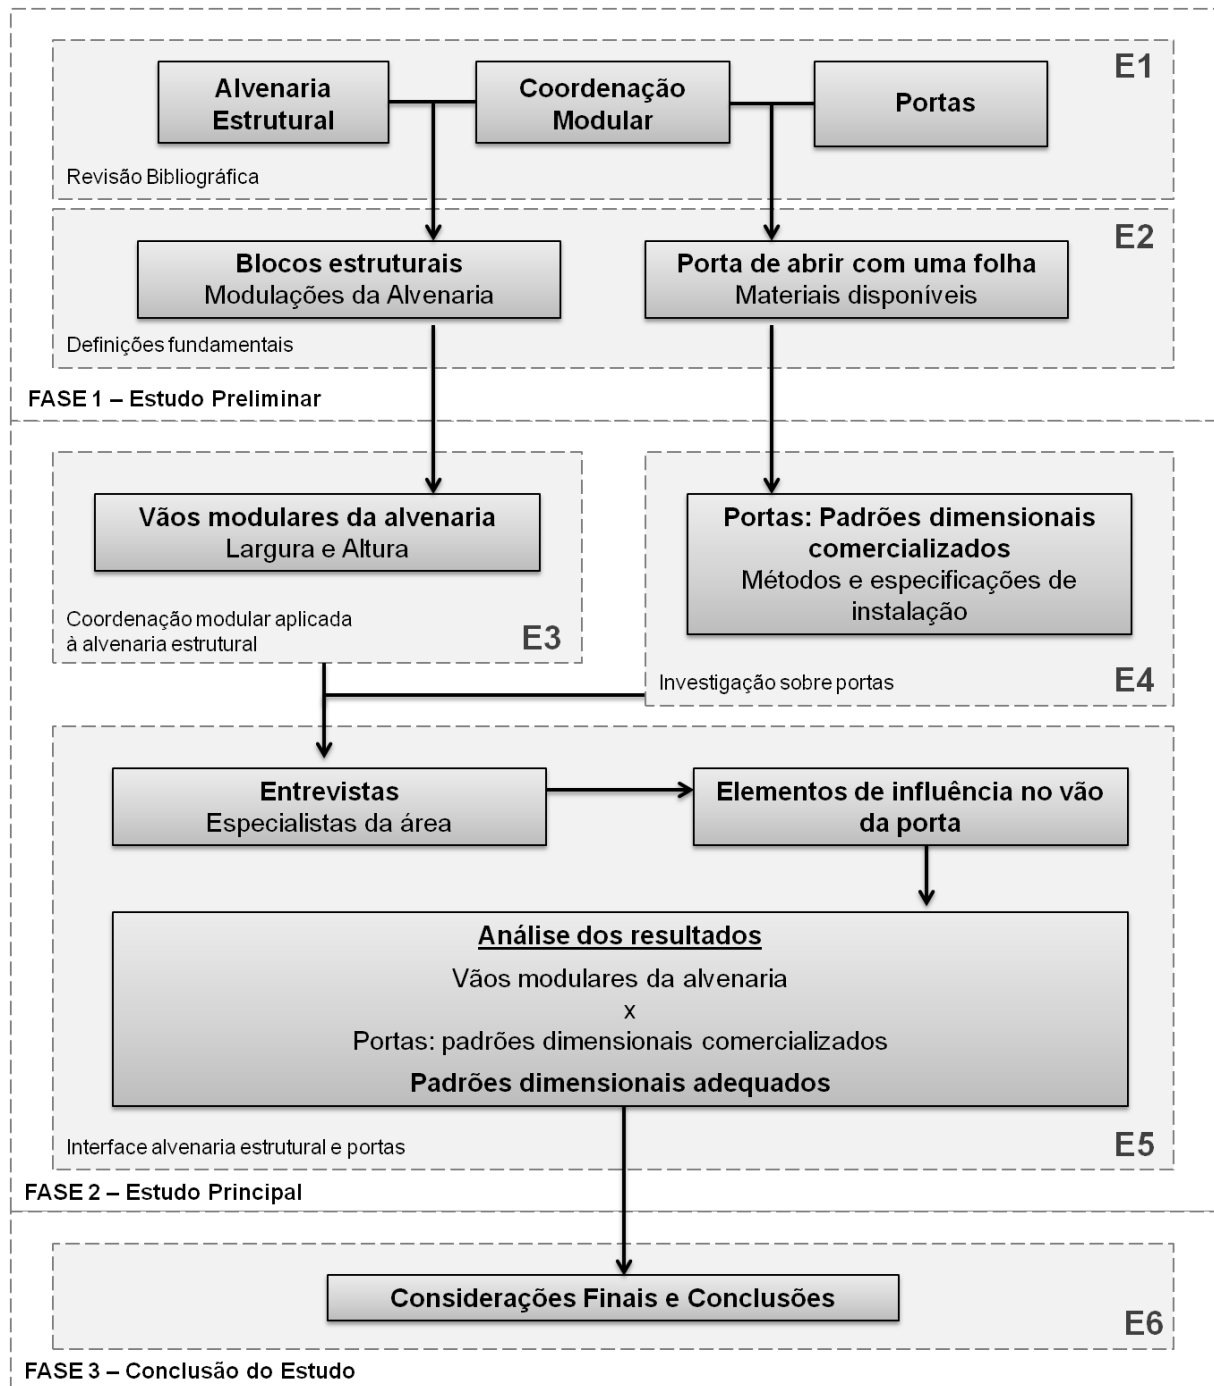 E1
Alvenaria
Estrutural
Coordenação
Modular
Portas
Revisão Bibliográfica
E2
Blocos estruturais
Modulações da Alvenaria
Porta de abrir com uma folha
Materiais disponíveis
Definições fundamentais
FASE 1 – Estudo Preliminar
Vãos modulares da alvenaria
Largura e Altura
Coordenação modular aplicada
à alvenaria estrutural
E3
Portas: Padrões dimensionais
comercializados
Métodos e especificações de
instalação
Investigação sobre portas
E4
Entrevistas
Especialistas da área
Elementos de influência no vão
da porta
Análise dos resultados
Vãos modulares da alvenaria
x
Portas: padrões dimensionais comercializados
Padrões dimensionais adequados
Interface alvenaria estrutural e portas
E5
FASE 2 – Estudo Principal
Considerações Finais e Conclusões
E6
FASE 3 – Conclusão do Estudo